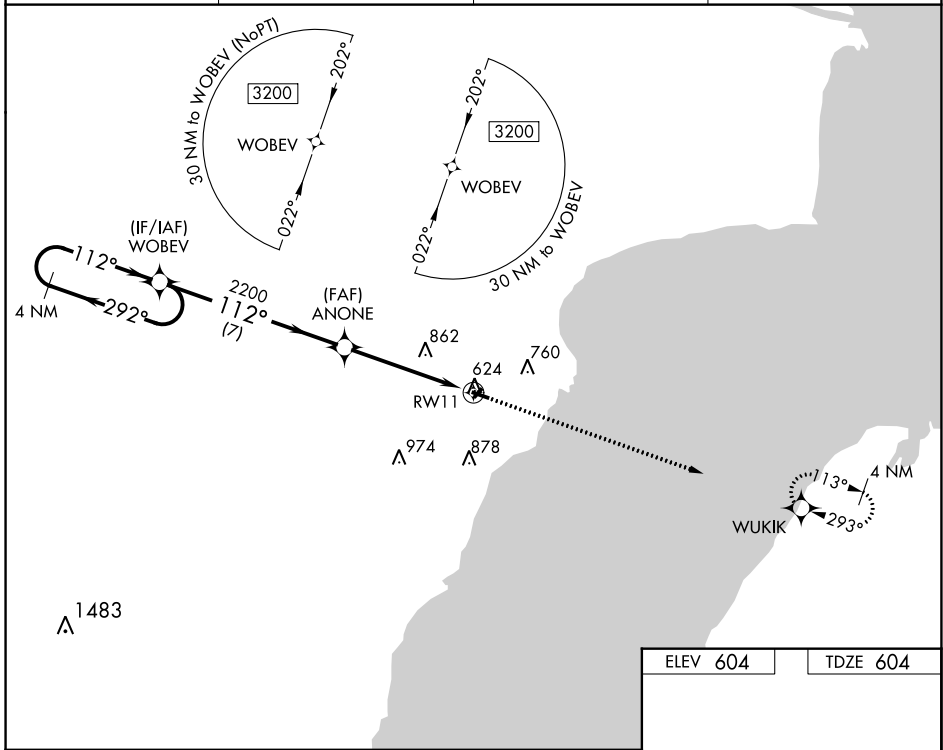 30 NM to WOBEV (NoPT)
202°
3200
WOBEV
022°
202°
3200
WOBEV
022°
30 NM to WOBEV
(IF/IAF)
WOBEV
112°
4 NM
292°
2200
112°
(7)
(FAF)
ANONE
862
760
624
RW11
974
878
113°
4 NM
293°
WUKIK
1483
ELEV 604
TDZE 604